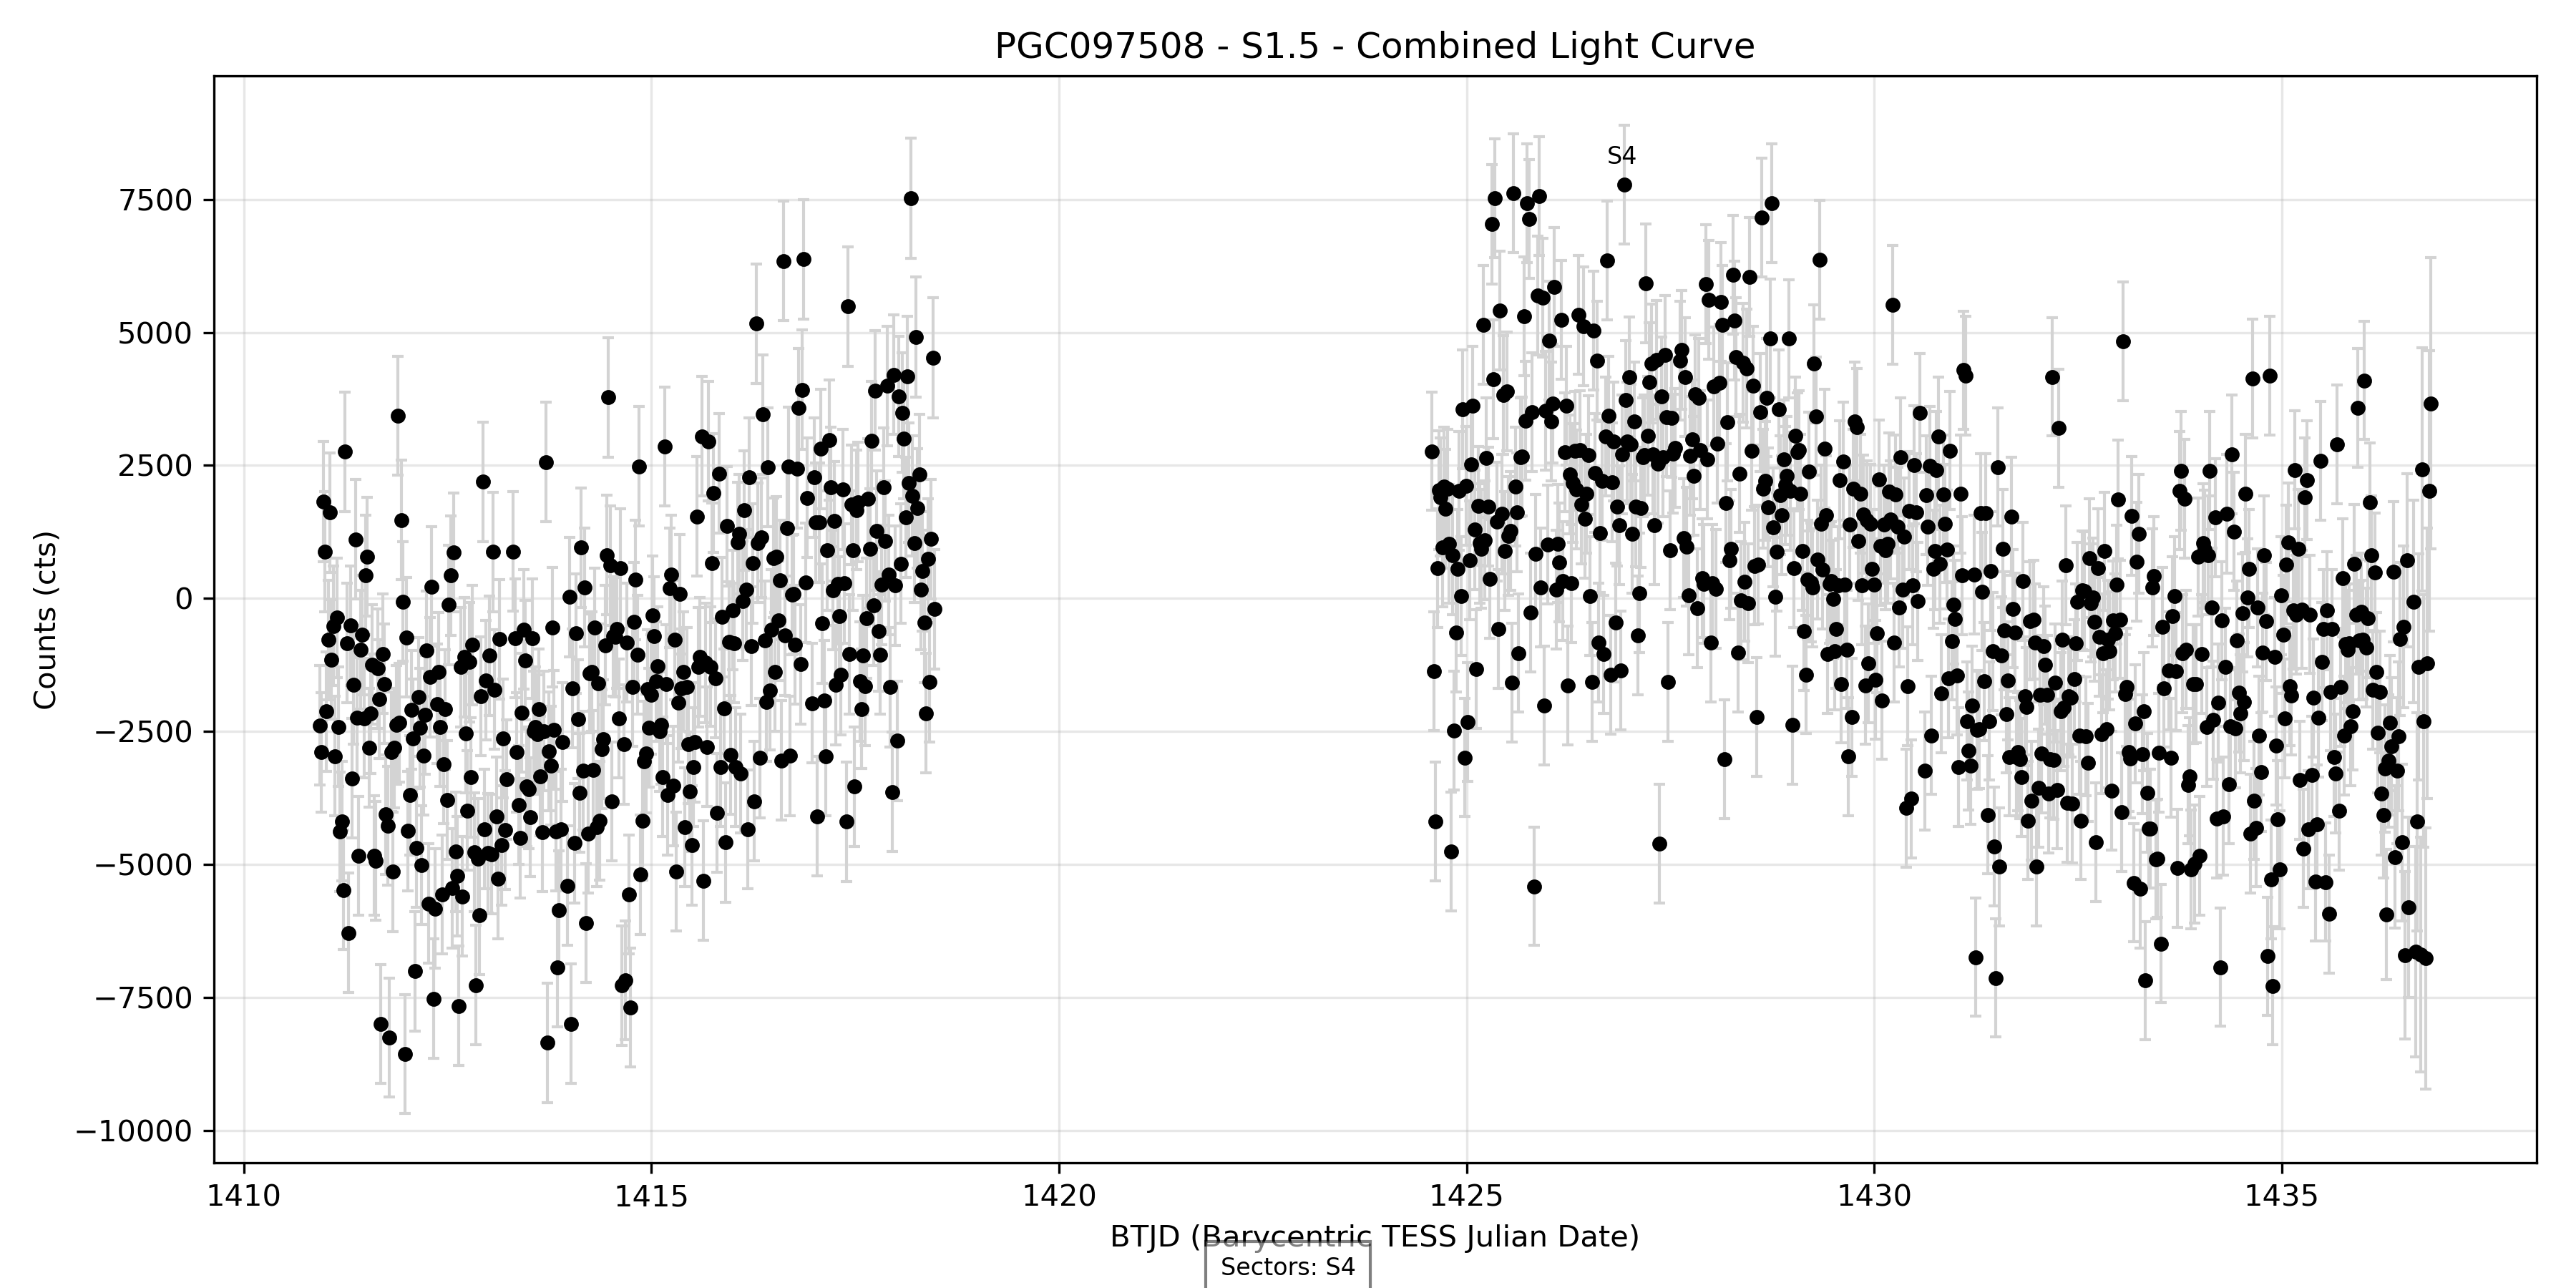 PGC097508 - S1.5 - Combined Light Curve
S4
7500
5000
2500
0
−2500
−5000
−7500
−10000
Counts (cts)
1410 1415 1420 1425 1430 1435
BTJD (Barycentric TESS Julian Date)
Sectors: S4